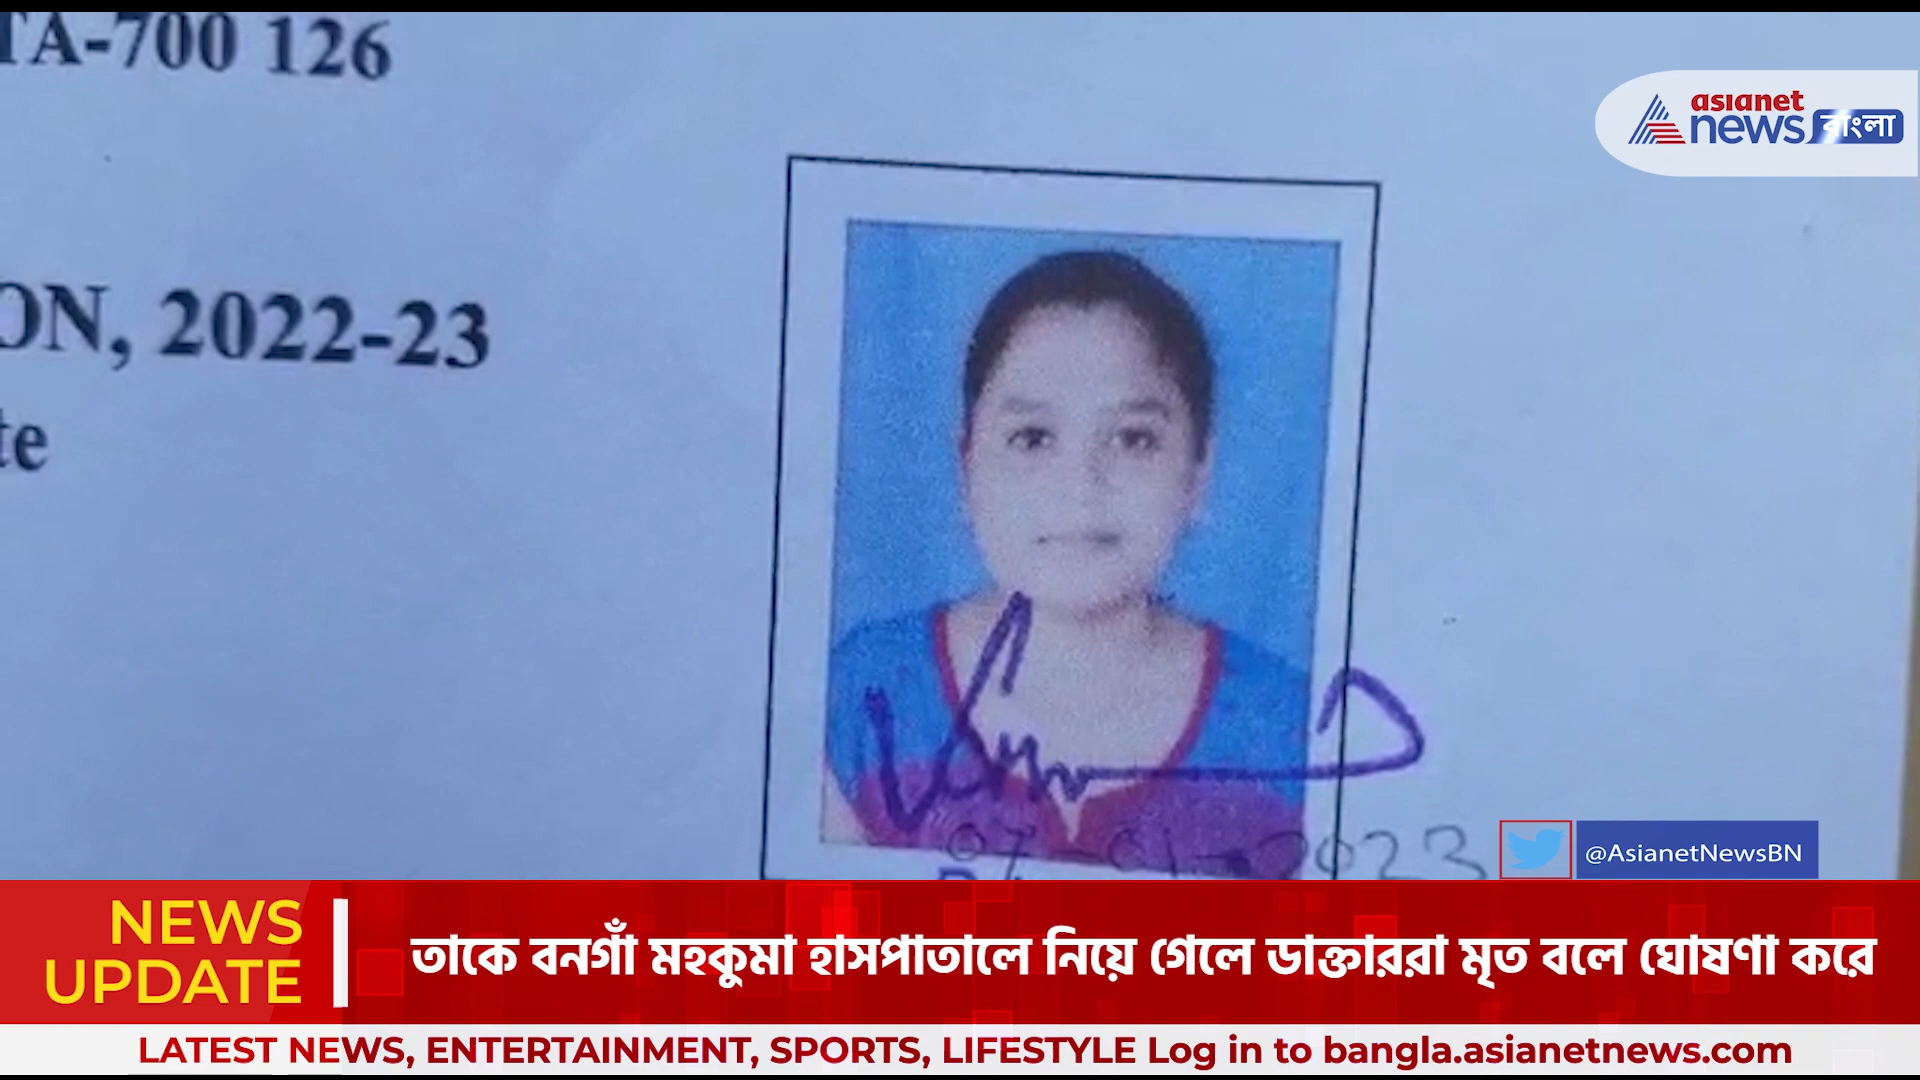 TA-700 126
asianet
news বাংলা
ON, 2022-23
te
2023
@AsianetNewsBN
NEWS
UPDATE
তাকে বনগাঁ মহকুমা হাসপাতালে নিয়ে গেলে ডাক্তাররা মৃত বলে ঘোষণা করে
LATEST NEWS, ENTERTAINMENT, SPORTS, LIFESTYLE Log in to bangla.asianetnews.com